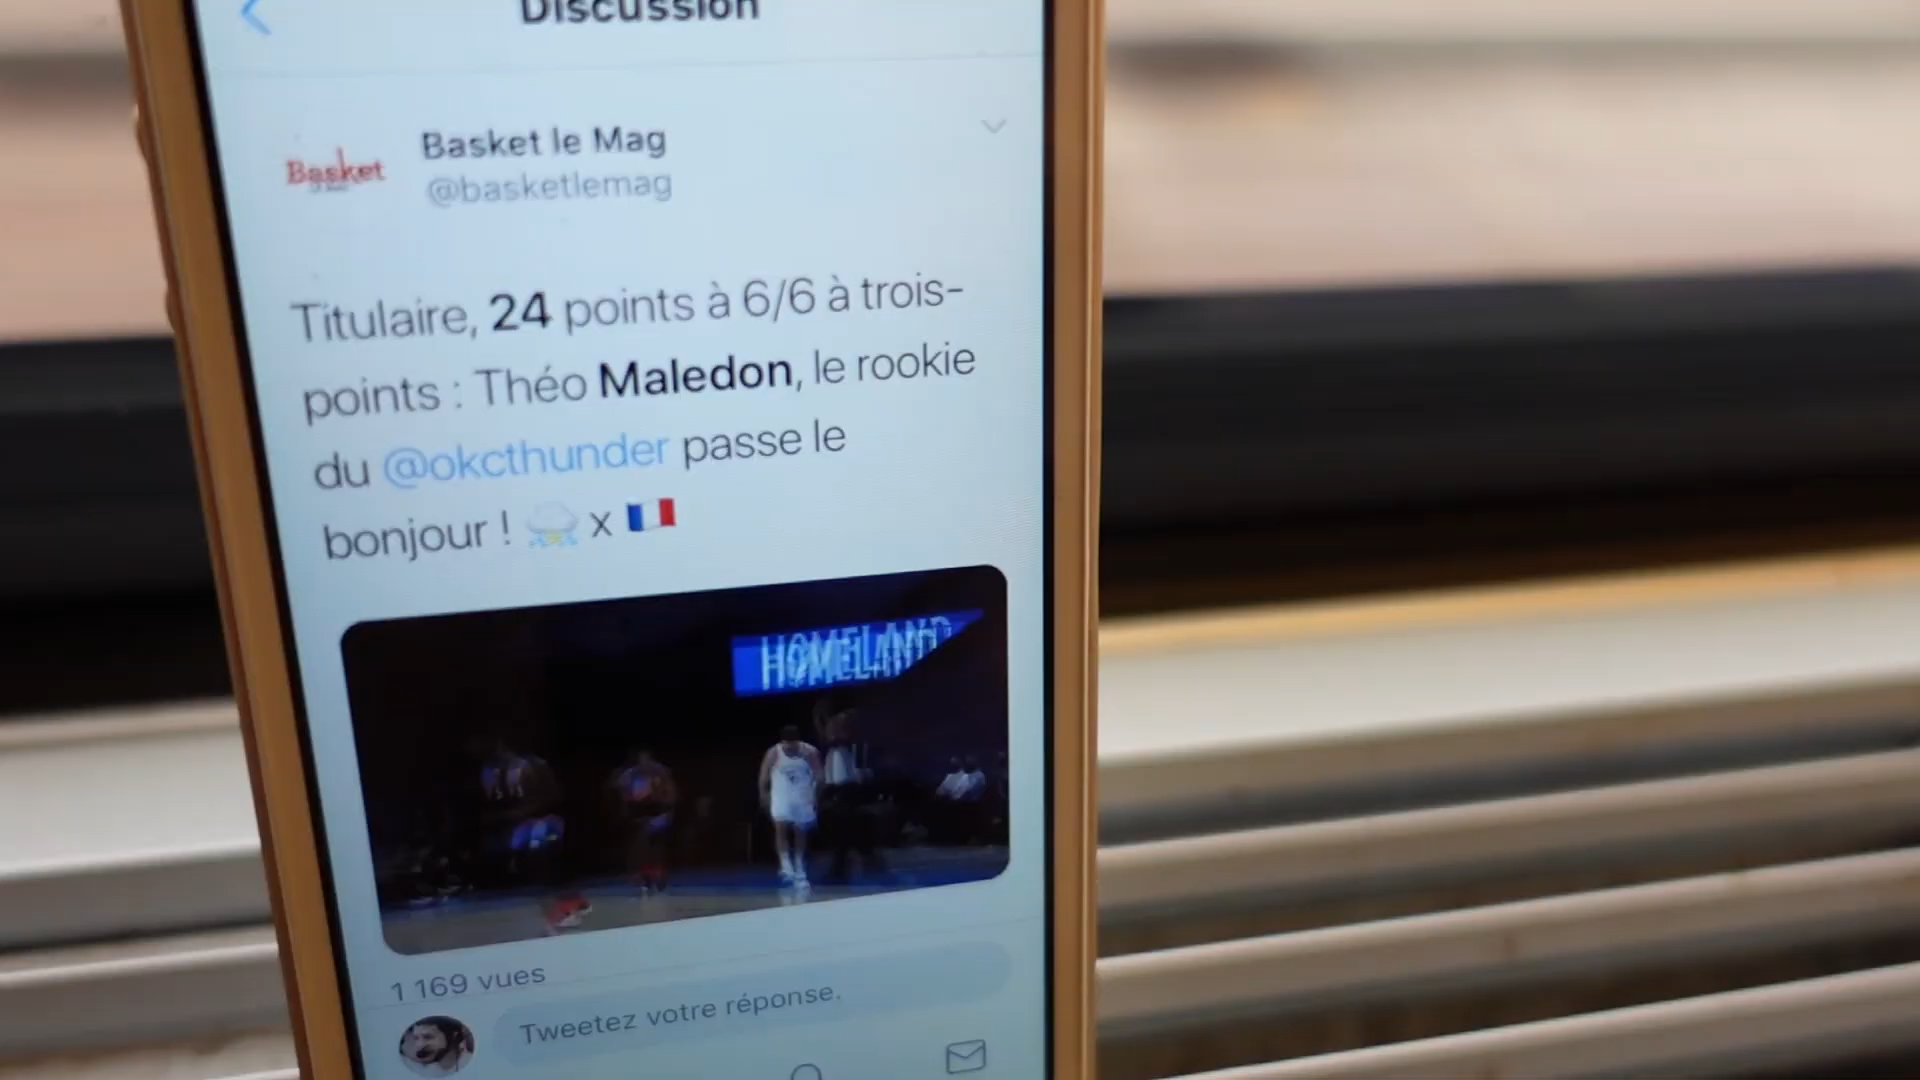 Discussion
Basket
Basket le Mag
@basketlemag
Titulaire, 24 points à 6/6 à trois-
points : Théo Maledon, le rookie
du @okcthunder passe le
bonjour ! x
HOMELAND
1 169 vues
Tweetez votre réponse.